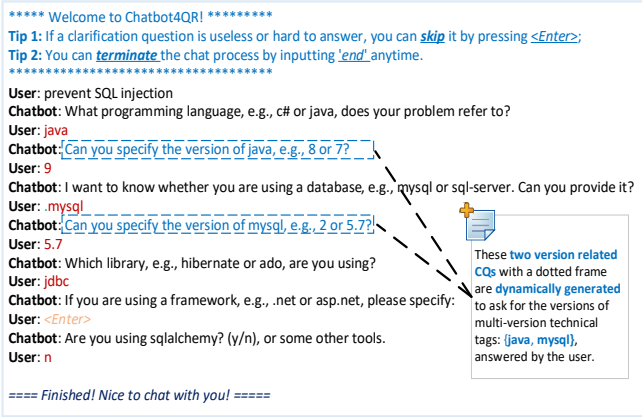 ***** Welcome to Chatbot4QR! *********
Tip 1: If a clarification question is useless or hard to answer, you can skip it by pressing <Enter>;
Tip 2: You can terminate the chat process by inputting 'end' anytime.
**********************************
User: prevent SQL injection
Chatbot: What programming language, e.g., c# or java, does your problem refer to?
User: java
Chatbot: Can you specify the version of java, e.g., 8 or 7?
User: 9
Chatbot: I want to know whether you are using a database, e.g., mysql or sql-server. Can you provide it?
User: .mysql
Chatbot: Can you specify the version of mysql, e.g., 2 or 5.7?
User: 5.7
Chatbot: Which library, e.g., hibernate or ado, are you using?
User: jdbc
Chatbot: If you are using a framework, e.g., .net or asp.net, please specify:
User: <Enter>
Chatbot: Are you using sqlalchemy? (y/n), or some other tools.
User: n
==== Finished! Nice to chat with you! =====
These two version related
CQs with a dotted frame
are dynamically generated
to ask for the versions of
multi-version technical
tags: {java, mysql},
answered by the user.